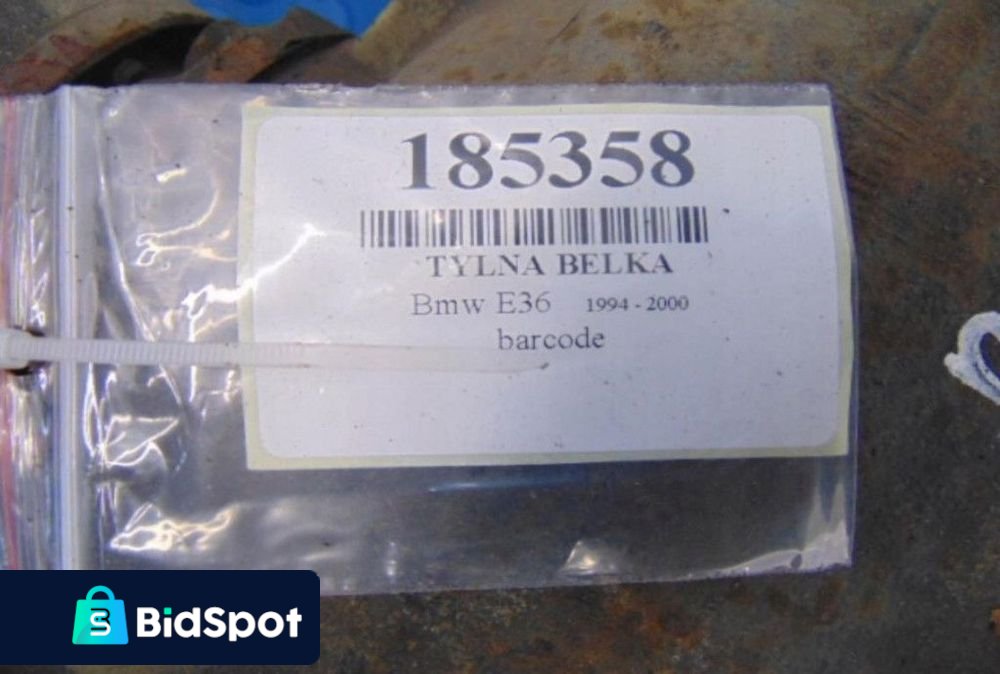 185358
TYLNA BELKA
Bmw E36 1994 - 2000
barcode
BidSpot